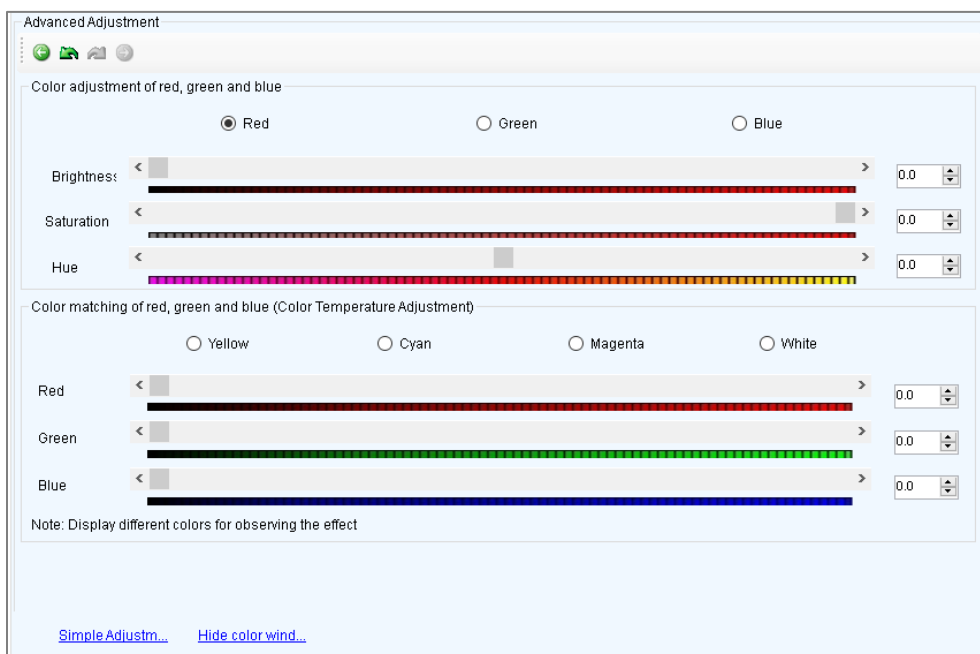 Advanced Adjustment
Color adjustment of red, green and blue
Red Green Blue
Brightness 0.0
Saturation 0.0
Hue 0.0
Color matching of red, green and blue (Color Temperature Adjustment)
Yellow Cyan Magenta White
Red 0.0
Green 0.0
Blue 0.0
Note: Display different colors for observing the effect
Simple Adjustm... Hide color wind...